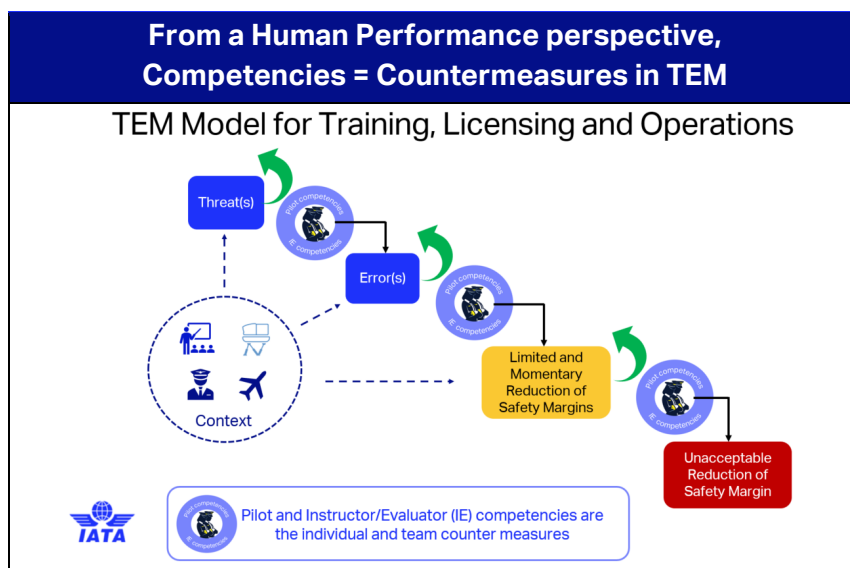 From a Human Performance perspective,
Competencies = Countermeasures in TEM
TEM Model for Training, Licensing and Operations
Threat(s)
Pilot competencies
IE competencies
Error(s)
Pilot competencies
IE competencies
Limited and
Momentary
Reduction of
Safety Margins
Pilot competencies
IE competencies
Unacceptable
Reduction of
Safety Margin
Context
IATA
Pilot competencies
IE competencies
Pilot and Instructor/Evaluator (IE) competencies are
the individual and team counter measures